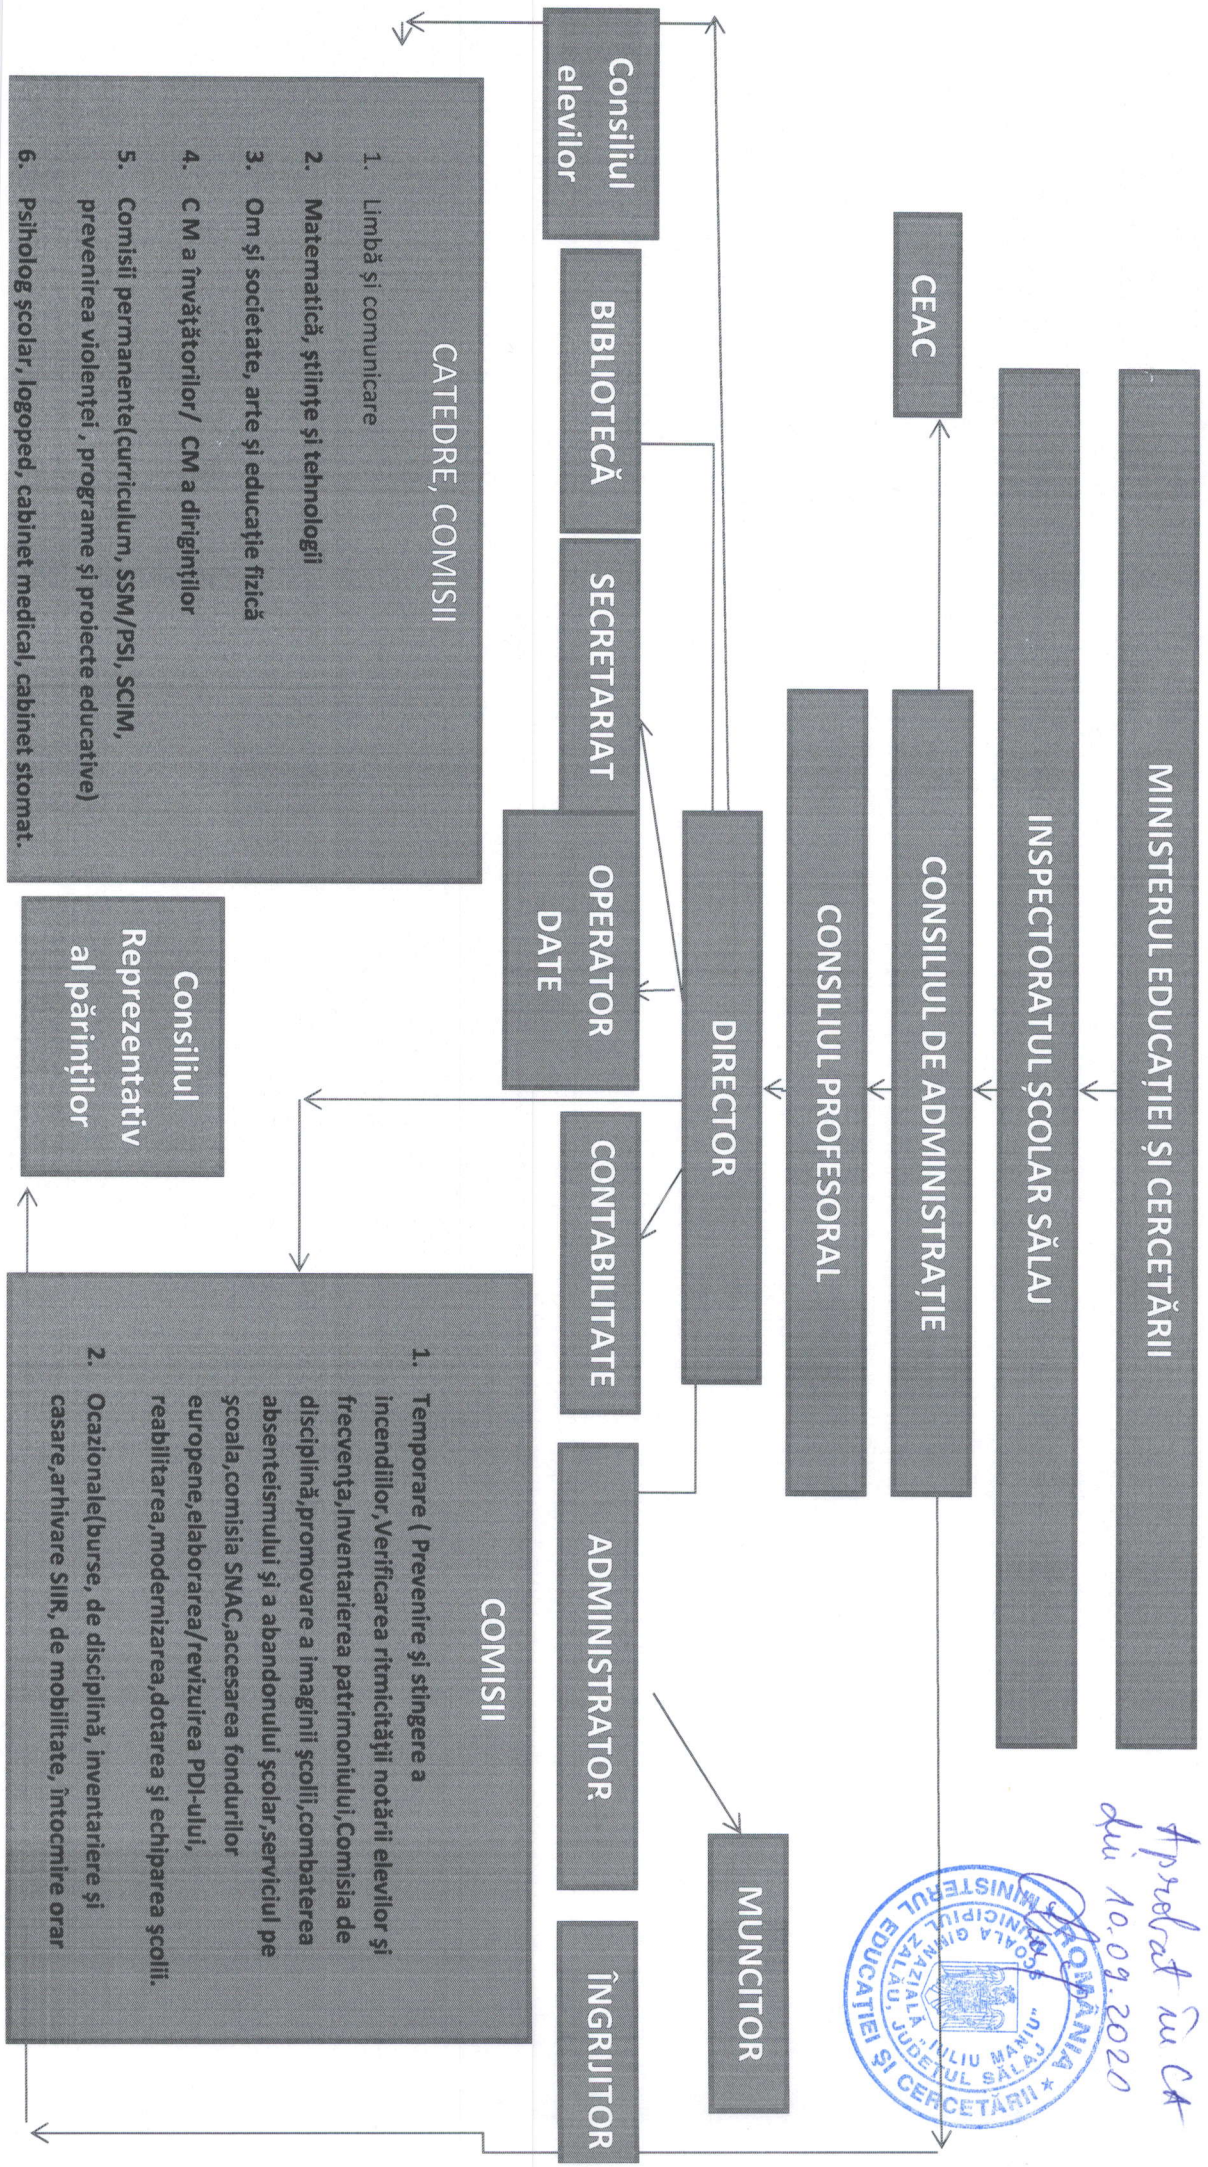 Aprobat în CA
din 10.09.2020
ROMÂNIA * MINISTERUL EDUCAȚIEI ȘI CERCETĂRII *
ȘCOALA GIMNAZIALĂ "IULIU MANIU"
MUNICIPIUL ZALĂU, JUDEȚUL SĂLAJ
MINISTERUL EDUCAȚIEI ȘI CERCETĂRII
INSPECTORATUL ȘCOLAR SĂLAJ
CEAC
CONSILIUL DE ADMINISTRAȚIE
CONSILIUL PROFESORAL
DIRECTOR
MUNCITOR
Consiliul
elevilor
BIBLIOTECĂ
SECRETARIAT
OPERATOR
DATE
CONTABILITATE
ADMINISTRATOR
ÎNGRIJITOR
CATEDRE, COMISII
1. Limbă și comunicare
2. Matematică, științe și tehnologii
3. Om și societate, arte și educație fizică
4. C M a învățătorilor/ CM a diriginților
5. Comisii permanente(curriculum, SSM/PSI, SCIM,
prevenirea violenței , programe și proiecte educative)
6. Psiholog școlar, logoped, cabinet medical, cabinet stomat.
Consiliul
Reprezentativ
al părinților
COMISII
1. Temporare ( Prevenire și stingere a
incendiilor,Verificarea ritmicității notării elevilor și
frecvența,Inventarierea patrimoniului,Comisia de
disciplină,promovare a imaginii școlii,combaterea
absenteismului și a abandonului școlar,serviciul pe
școala,comisia SNAC,accesarea fondurilor
europene,elaborarea/revizuirea PDI-ului,
reabilitarea,modernizarea,dotarea și echiparea școlii.
2. Ocazionale(burse, de disciplină, inventariere și
casare,arhivare SIIR, de mobilitate, întocmire orar